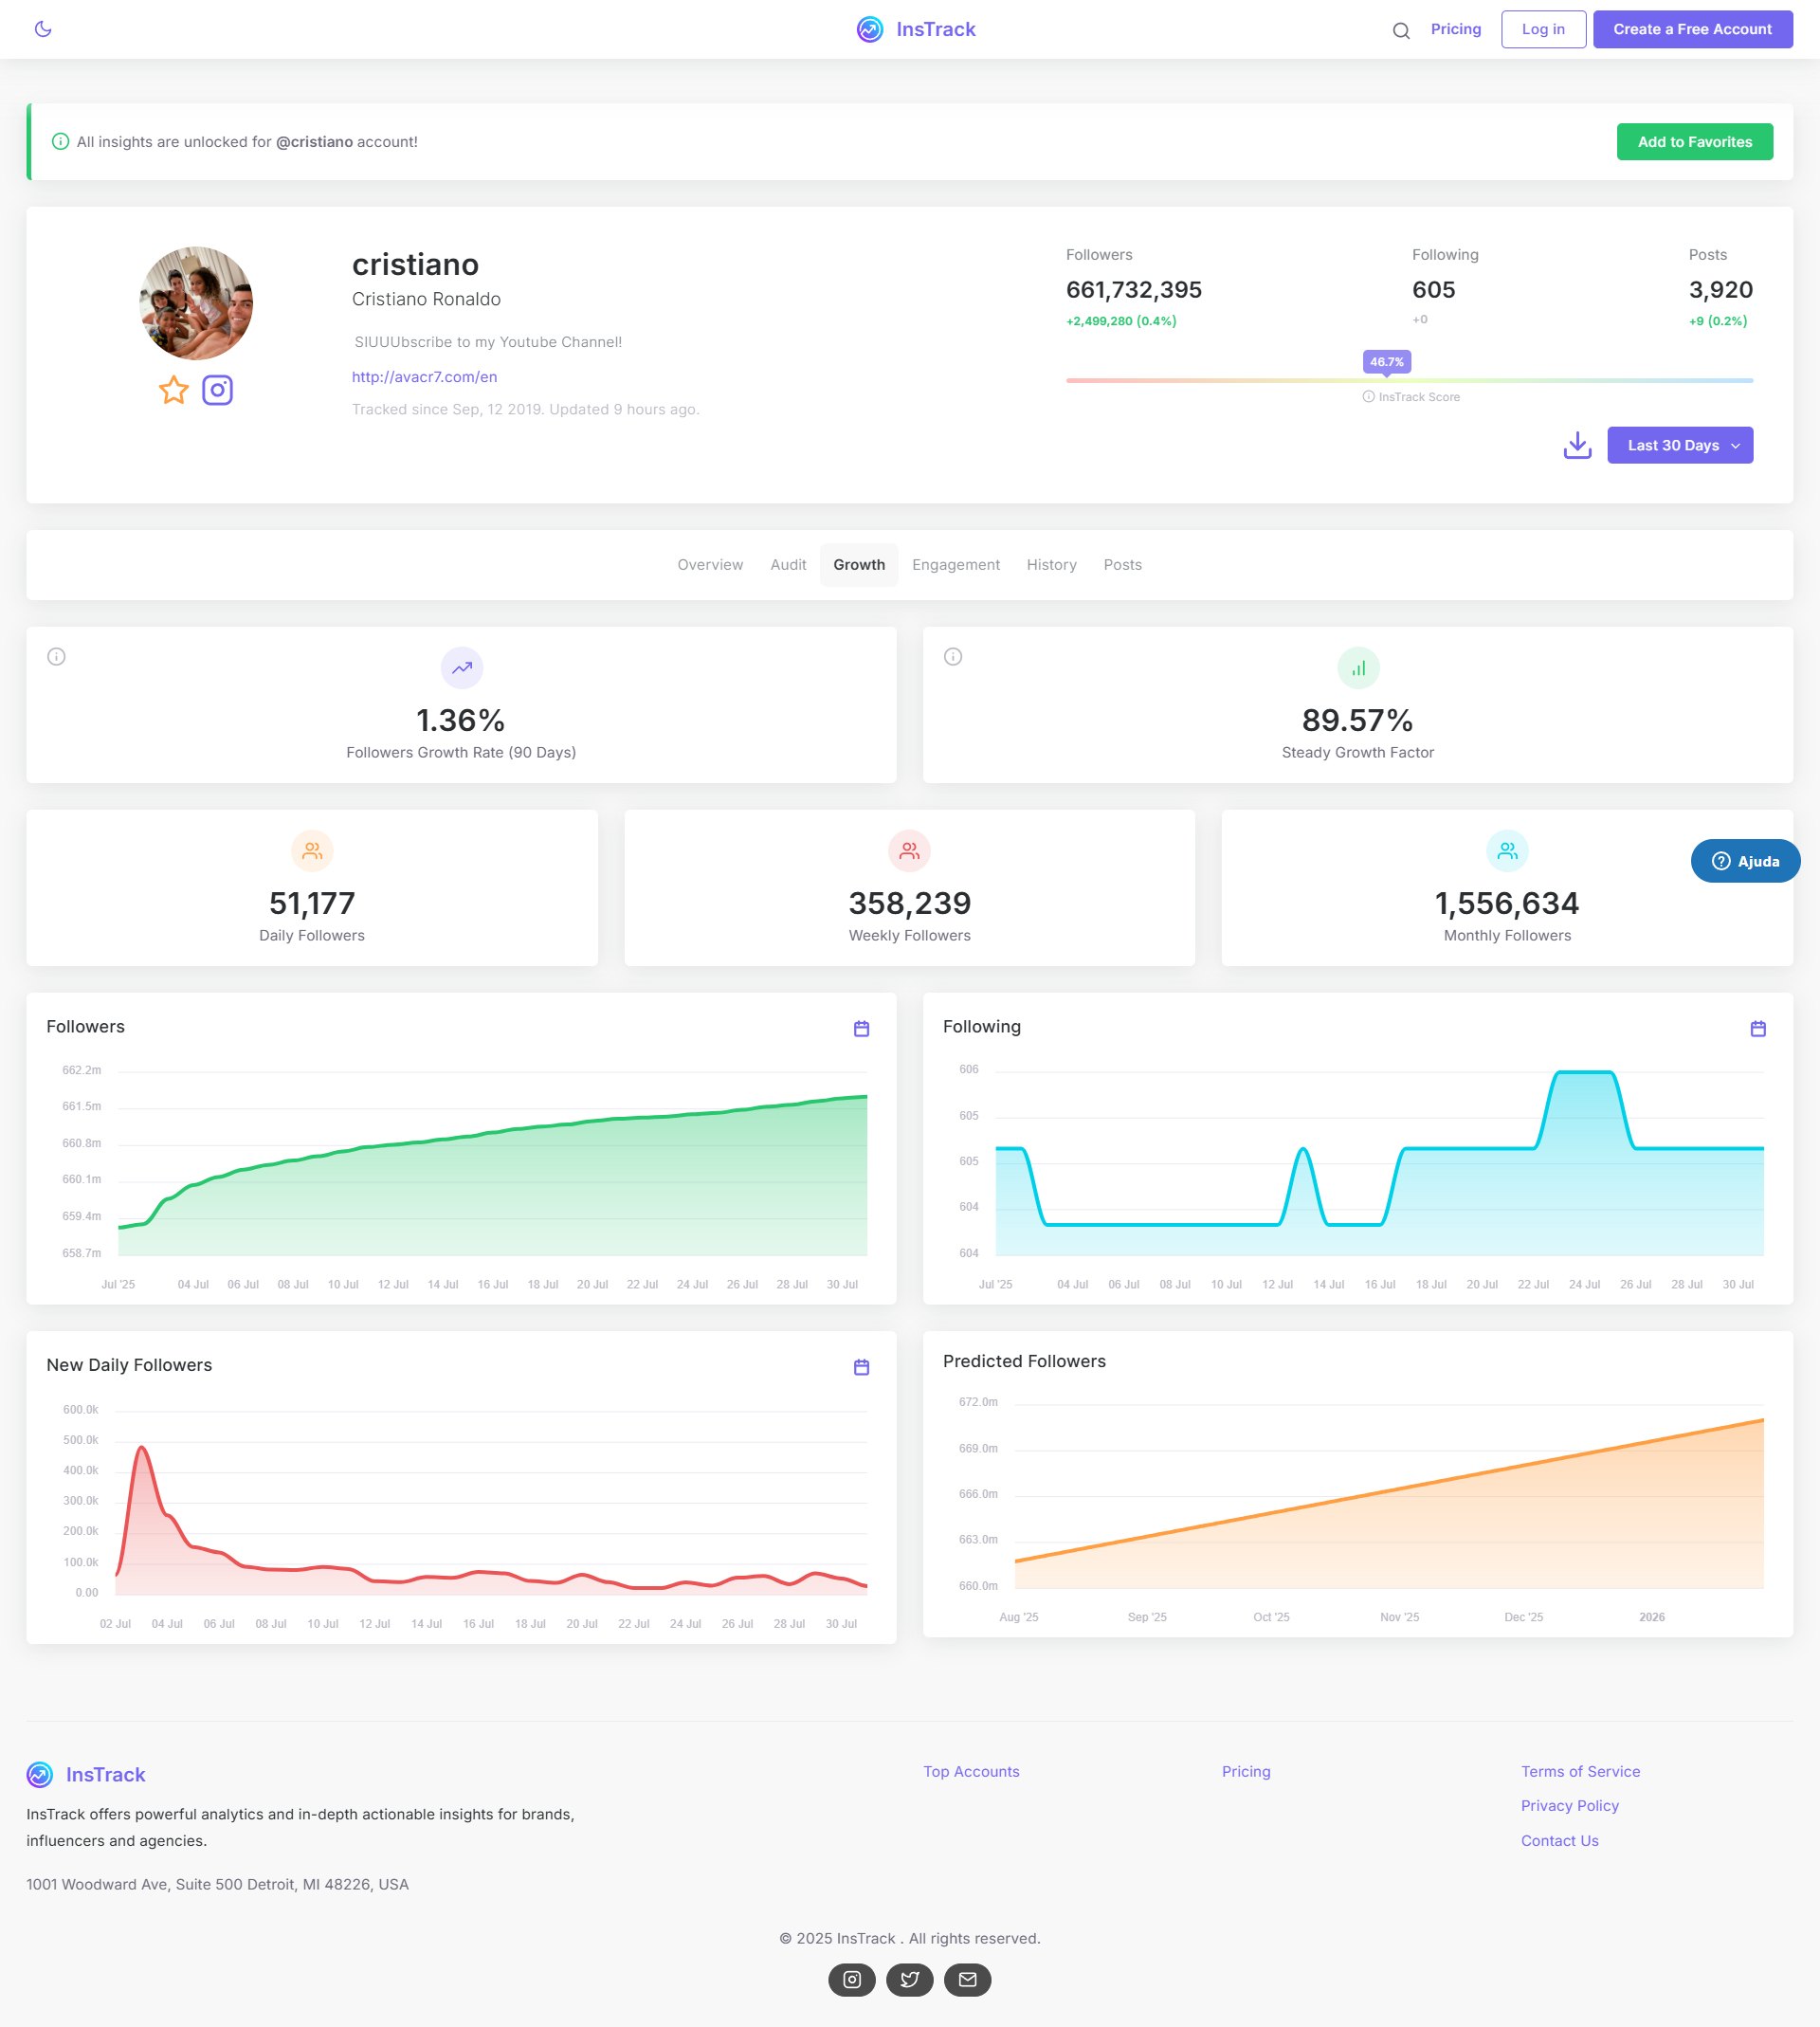 InsTrack
Pricing
Log in
Create a Free Account
All insights are unlocked for @cristiano account!
Add to Favorites
cristiano
Cristiano Ronaldo
SIUUUbscribe to my Youtube Channel!
http://avacr7.com/en
Tracked since Sep, 12 2019. Updated 9 hours ago.
Followers
661,732,395
+2,499,280 (0.4%)
Following
605
+0
Posts
3,920
+9 (0.2%)
46.7%
InsTrack Score
Last 30 Days
Overview Audit Growth Engagement History Posts
1.36%
Followers Growth Rate (90 Days)
89.57%
Steady Growth Factor
51,177
Daily Followers
358,239
Weekly Followers
1,556,634
Monthly Followers
Ajuda
Followers
662.2m
661.5m
660.8m
660.1m
659.4m
658.7m
Jul '25 04 Jul 06 Jul 08 Jul 10 Jul 12 Jul 14 Jul 16 Jul 18 Jul 20 Jul 22 Jul 24 Jul 26 Jul 28 Jul 30 Jul
Following
606
605
605
604
604
Jul '25 04 Jul 06 Jul 08 Jul 10 Jul 12 Jul 14 Jul 16 Jul 18 Jul 20 Jul 22 Jul 24 Jul 26 Jul 28 Jul 30 Jul
New Daily Followers
600.0k
500.0k
400.0k
300.0k
200.0k
100.0k
0.00
02 Jul 04 Jul 06 Jul 08 Jul 10 Jul 12 Jul 14 Jul 16 Jul 18 Jul 20 Jul 22 Jul 24 Jul 26 Jul 28 Jul 30 Jul
Predicted Followers
672.0m
669.0m
666.0m
663.0m
660.0m
Aug '25 Sep '25 Oct '25 Nov '25 Dec '25 2026
InsTrack
InsTrack offers powerful analytics and in-depth actionable insights for brands,
influencers and agencies.
1001 Woodward Ave, Suite 500 Detroit, MI 48226, USA
Top Accounts
Pricing
Terms of Service
Privacy Policy
Contact Us
© 2025 InsTrack . All rights reserved.